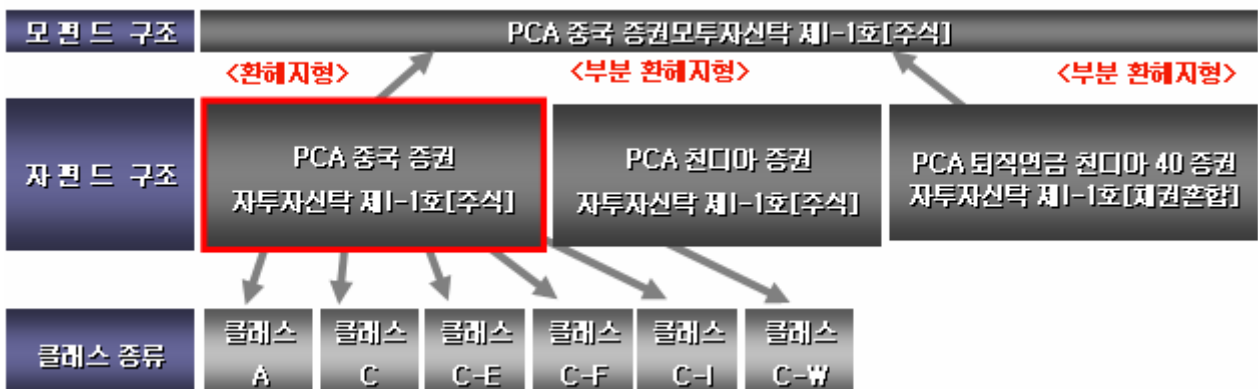 모 펀 드 구조
PCA 중국 증권모투자신탁 제I-1호[주식]
<환헤지형>
<부분 환헤지형>
<부분 환헤지형>
자 펀 드 구조
PCA 중국 증권
자투자신탁 제I-1호[주식]
PCA 친디아 증권
자투자신탁 제I-1호[주식]
PCA 퇴직연금 친디아 40 증권
자투자신탁 제I-1호[채권혼합]
클래스 종류
클래스
A
클래스
C
클래스
C-E
클래스
C-F
클래스
C-I
클래스
C-W